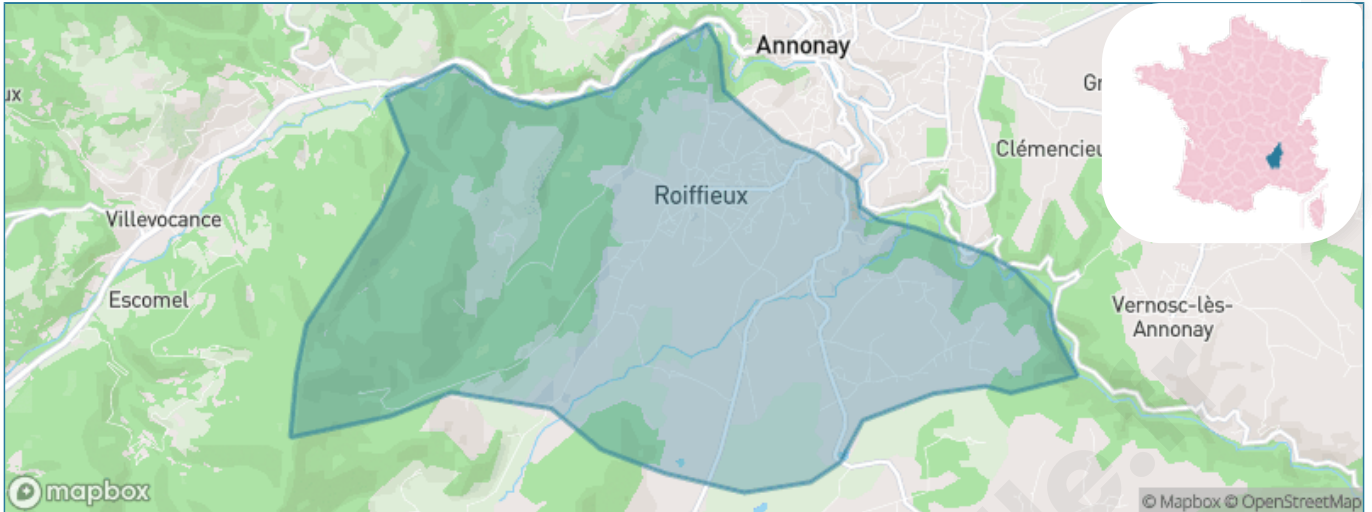 Annonay
Clémencieu
Roiffieux
Villevocance
Escomel
Vernosc-lès-
Annonay
mapbox
© Mapbox © OpenStreetMap